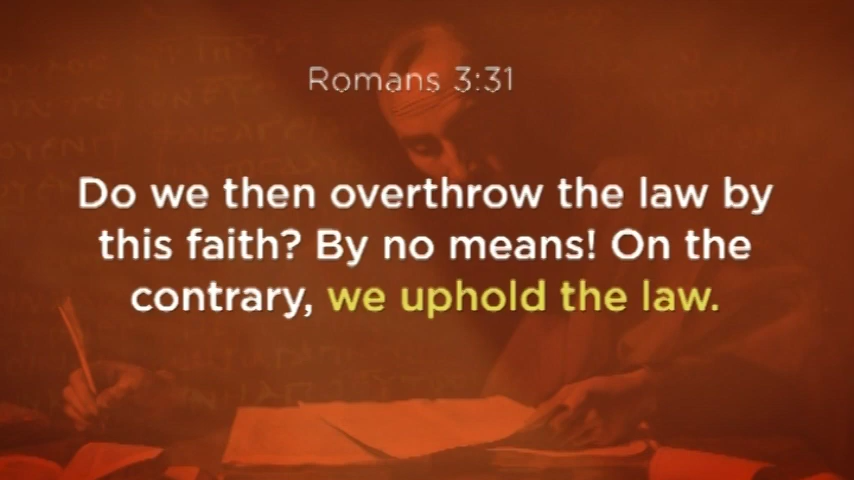 Romans 3:31
Do we then overthrow the law by
this faith? By no means! On the
contrary, we uphold the law.